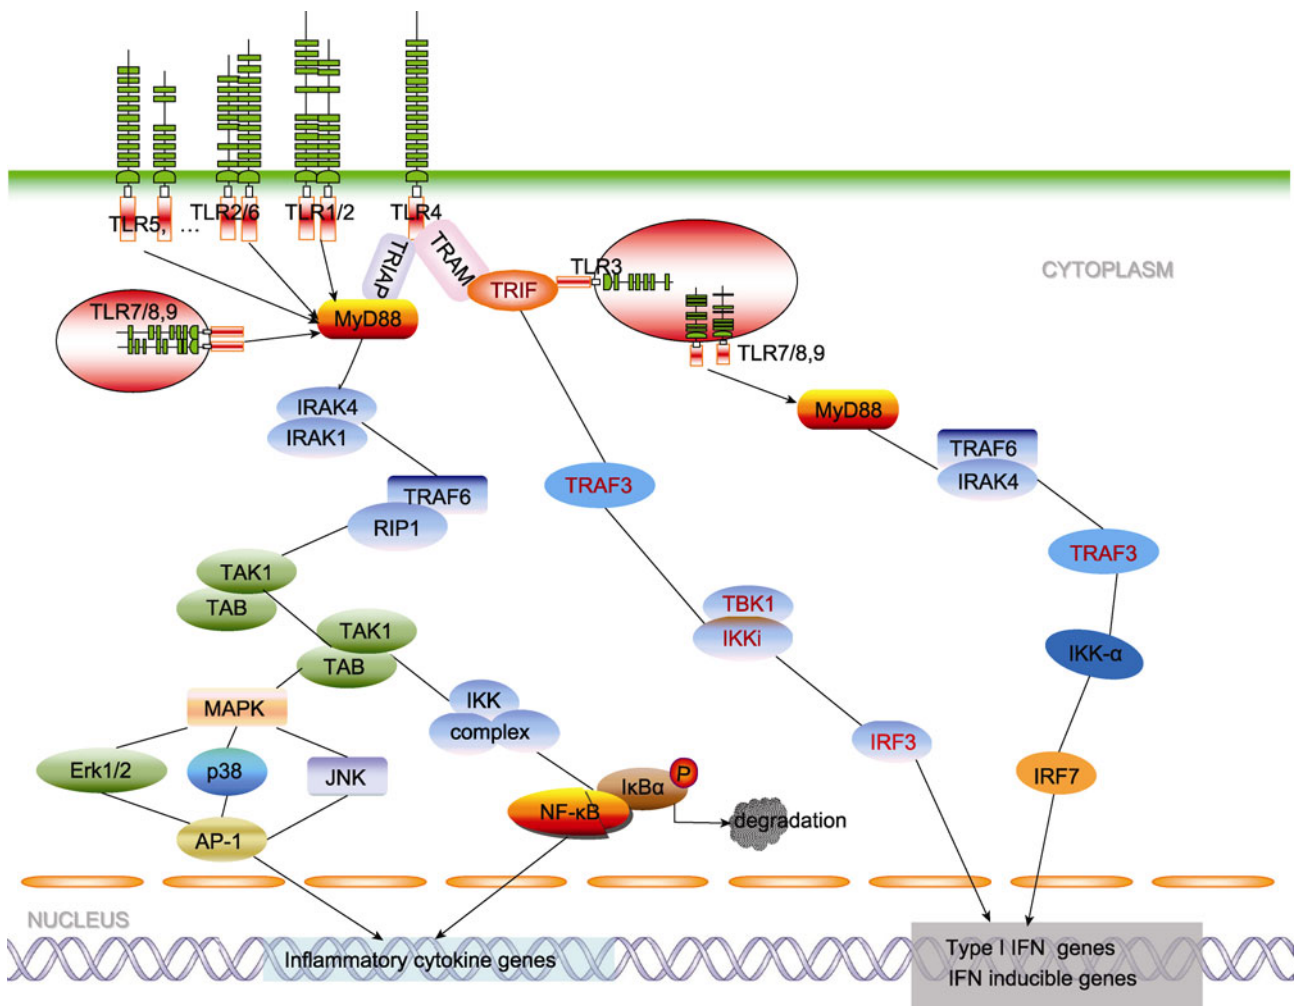 TLR5, ...
TLR2/6
TLR1/2
TLR4
TRIAP
TRAM
TRIF
TLR3
CYTOPLASM
TLR7/8,9
MyD88
TLR7/8,9
MyD88
IRAK4
IRAK1
TRAF6
IRAK4
TRAF6
RIP1
TRAF3
TRAF3
TAK1
TAB
TBK1
IKKi
TAK1
TAB
IKK-α
MAPK
IKK
complex
IRF3
Erk1/2
p38
JNK
IκBα
P
IRF7
NF-κB
degradation
AP-1
NUCLEUS
Inflammatory cytokine genes
Type I IFN genes
IFN inducible genes